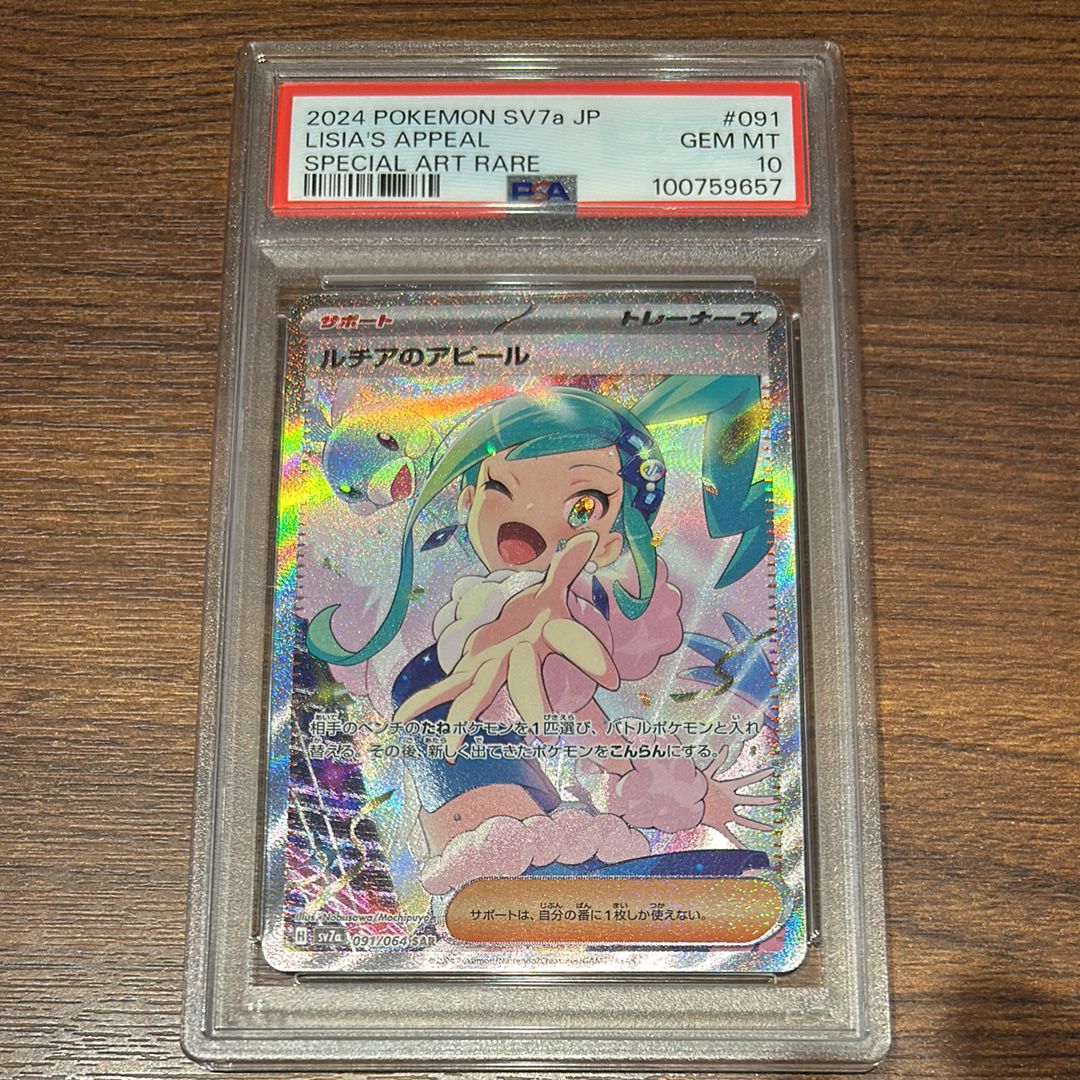 2024 POKEMON SV7a JP #091
LISIA'S APPEAL GEM MT
SPECIAL ART RARE 10
PSA 100759657
サポート トレーナーズ
ルチアのアピール
相手のベンチのたねポケモンを1匹選び、バトルポケモンと入れ
替える。その後、新しく出てきたポケモンをこんらんにする。
サポートは、自分の番に1枚しか使えない。
Illus. Nobusawa/Mochipuyo
H sv7a 091/064 SAR